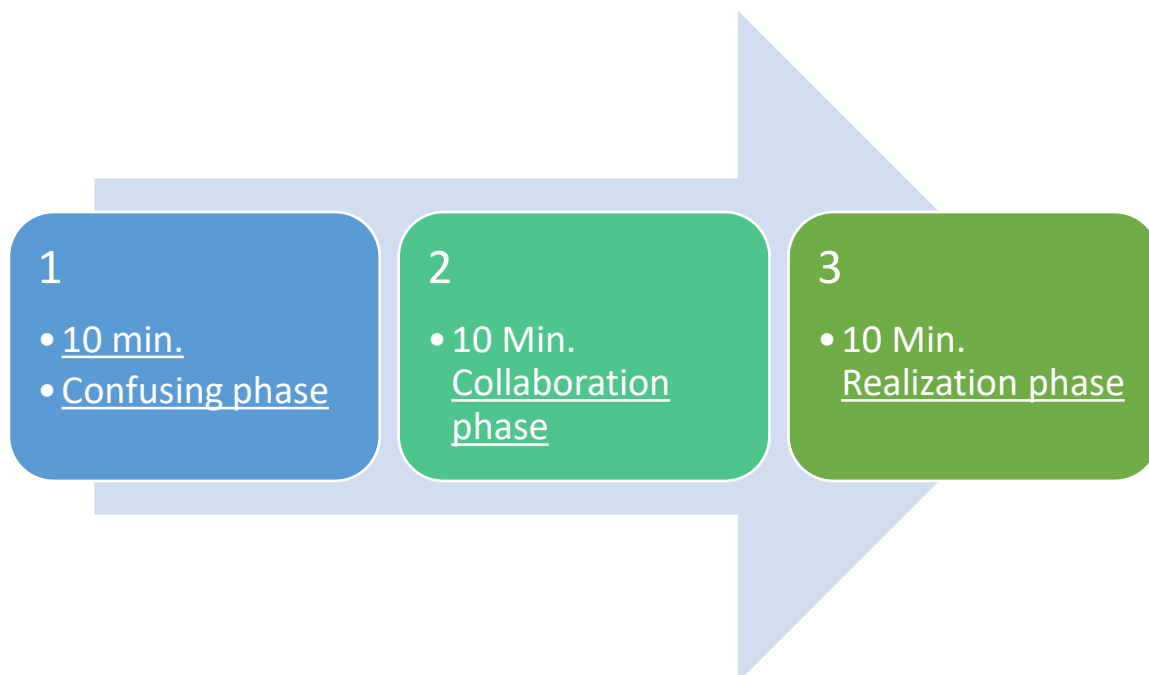 1
• 10 min.
• Confusing phase
2
• 10 Min.
Collaboration
phase
3
• 10 Min.
Realization phase